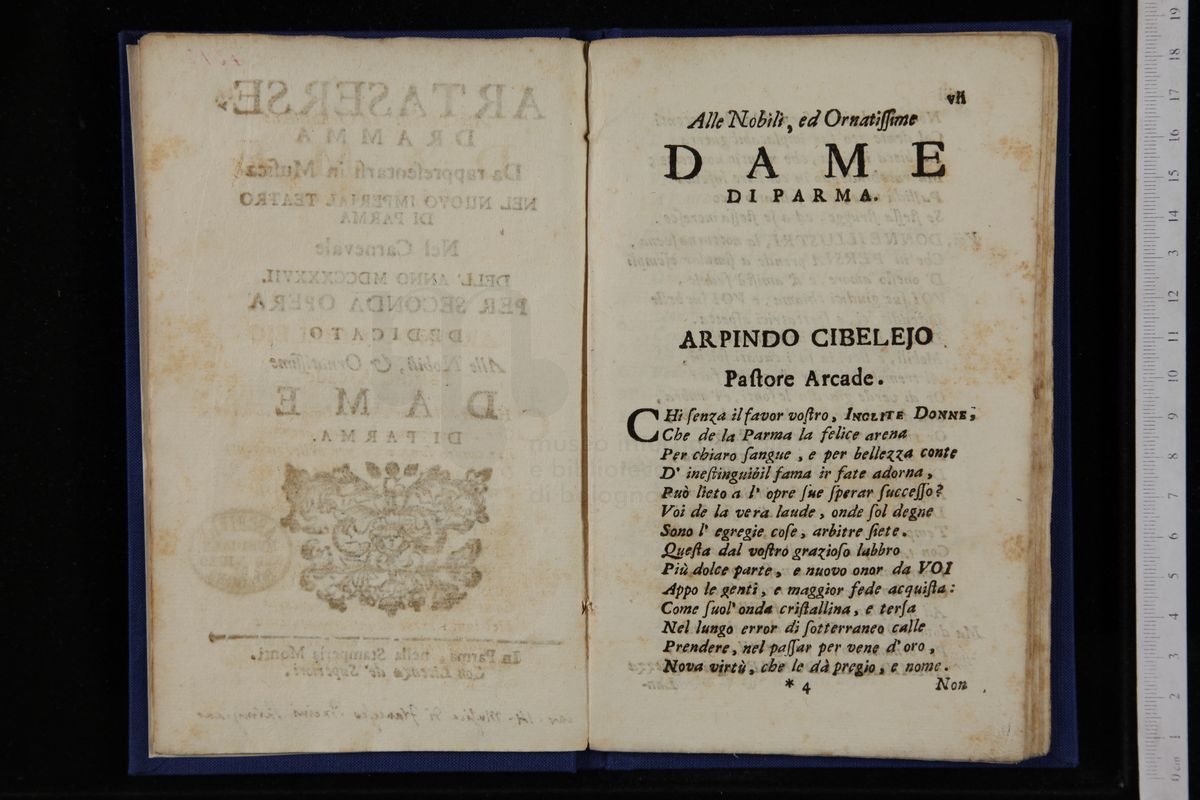 ARTASERSE
DRAMMA
Da rappresentarsi in Musica
NEL NUOVO IMPERIAL TEATRO
DI PARMA
Nel Carnevale
DELL' ANNO MDCCXXXVII.
PER SECONDA OPERA
DEDICATO
Alle Nobili, & Ornatissime
DAME
DI PARMA.
In Parma, nella Stamperia Monti.
Con Licenza de' Superiori.
museo
e biblioteca
di bologna
vii
Alle Nobili, ed Ornatissime
DAME
DI PARMA.
ARPINDO CIBELEJO
Paſtore Arcade.
CHi ſenza il favor voſtro, INCLITE DONNE,
Che de la Parma la felice arena
Per chiaro ſangue, e per bellezza conte
D' ineſtinguibil fama ir fate adorna,
Può lieto a l' opre ſue ſperar ſucceſſo?
Voi de la vera laude, onde ſol degne
Sono l' egregie coſe, arbitre ſiete.
Queſta dal voſtro grazioſo labbro
Più dolce parte, e nuovo onor da VOI
Appo le genti, e maggior fede acquiſta:
Come ſuol' onda criſtallina, e terſa
Nel lungo error di ſotterraneo calle
Prendere, nel paſſar per vene d'oro,
Nova virtù, che le dà pregio, e nome.
* 4 Non